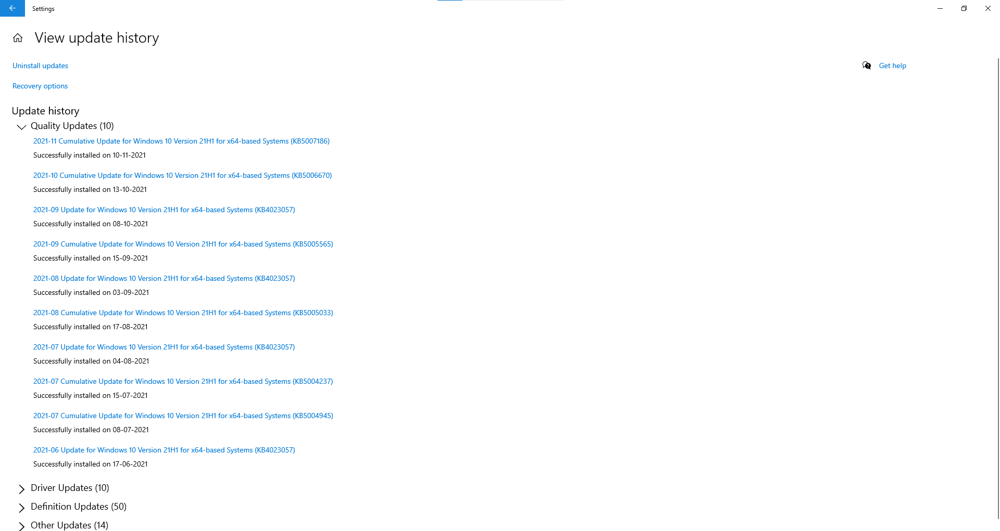 Settings
View update history
Uninstall updates
Get help
Recovery options
Update history
Quality Updates (10)
2021-11 Cumulative Update for Windows 10 Version 21H1 for x64-based Systems (KB5007186)
Successfully installed on 10-11-2021
2021-10 Cumulative Update for Windows 10 Version 21H1 for x64-based Systems (KB5006670)
Successfully installed on 13-10-2021
2021-09 Update for Windows 10 Version 21H1 for x64-based Systems (KB4023057)
Successfully installed on 08-10-2021
2021-09 Cumulative Update for Windows 10 Version 21H1 for x64-based Systems (KB5005565)
Successfully installed on 15-09-2021
2021-08 Update for Windows 10 Version 21H1 for x64-based Systems (KB4023057)
Successfully installed on 03-09-2021
2021-08 Cumulative Update for Windows 10 Version 21H1 for x64-based Systems (KB5005033)
Successfully installed on 17-08-2021
2021-07 Update for Windows 10 Version 21H1 for x64-based Systems (KB4023057)
Successfully installed on 04-08-2021
2021-07 Cumulative Update for Windows 10 Version 21H1 for x64-based Systems (KB5004237)
Successfully installed on 15-07-2021
2021-07 Cumulative Update for Windows 10 Version 21H1 for x64-based Systems (KB5004945)
Successfully installed on 08-07-2021
2021-06 Update for Windows 10 Version 21H1 for x64-based Systems (KB4023057)
Successfully installed on 17-06-2021
Driver Updates (10)
Definition Updates (50)
Other Updates (14)